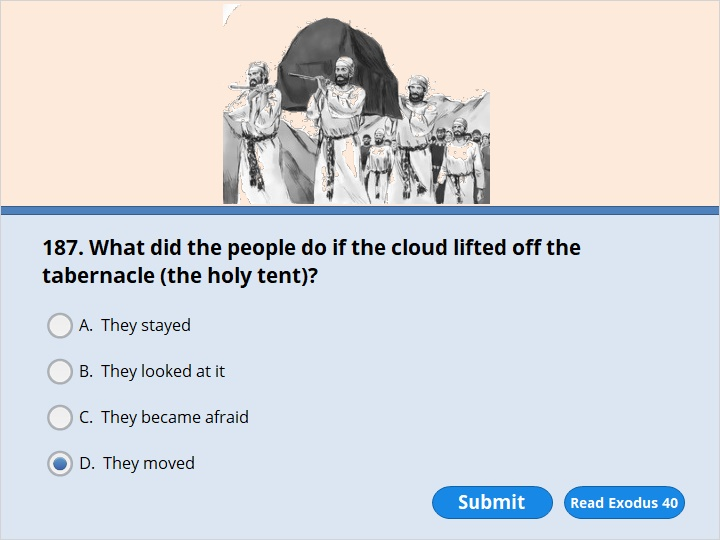 187. What did the people do if the cloud lifted off the
tabernacle (the holy tent)?
A. They stayed
B. They looked at it
C. They became afraid
D. They moved
Submit
Read Exodus 40